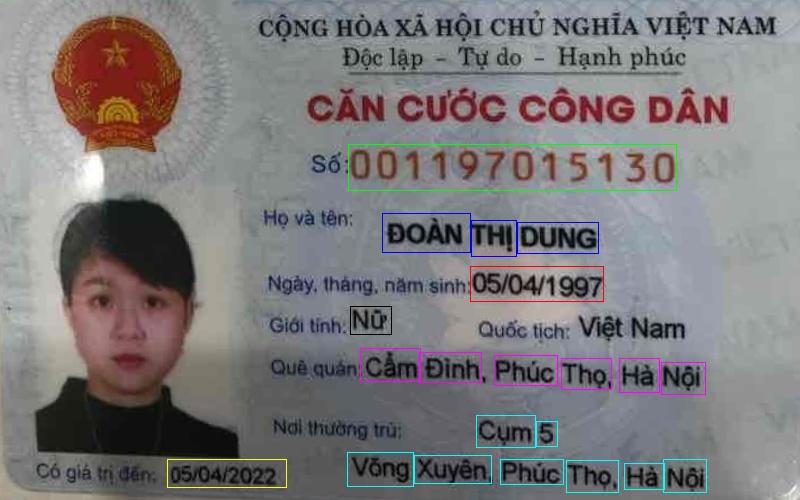 CỘNG HÒA XÃ HỘI CHỦ NGHĨA VIỆT NAM
Độc lập - Tự do - Hạnh phúc
CĂN CƯỚC CÔNG DÂN
Số: 001197015130
Họ và tên: ĐOÀN THỊ DUNG
Ngày, tháng, năm sinh: 05/04/1997
Giới tính: Nữ Quốc tịch: Việt Nam
Quê quán: Cẩm Đình, Phúc Thọ, Hà Nội
Nơi thường trú: Cụm 5
Võng Xuyên, Phúc Thọ, Hà Nội
Có giá trị đến: 05/04/2022